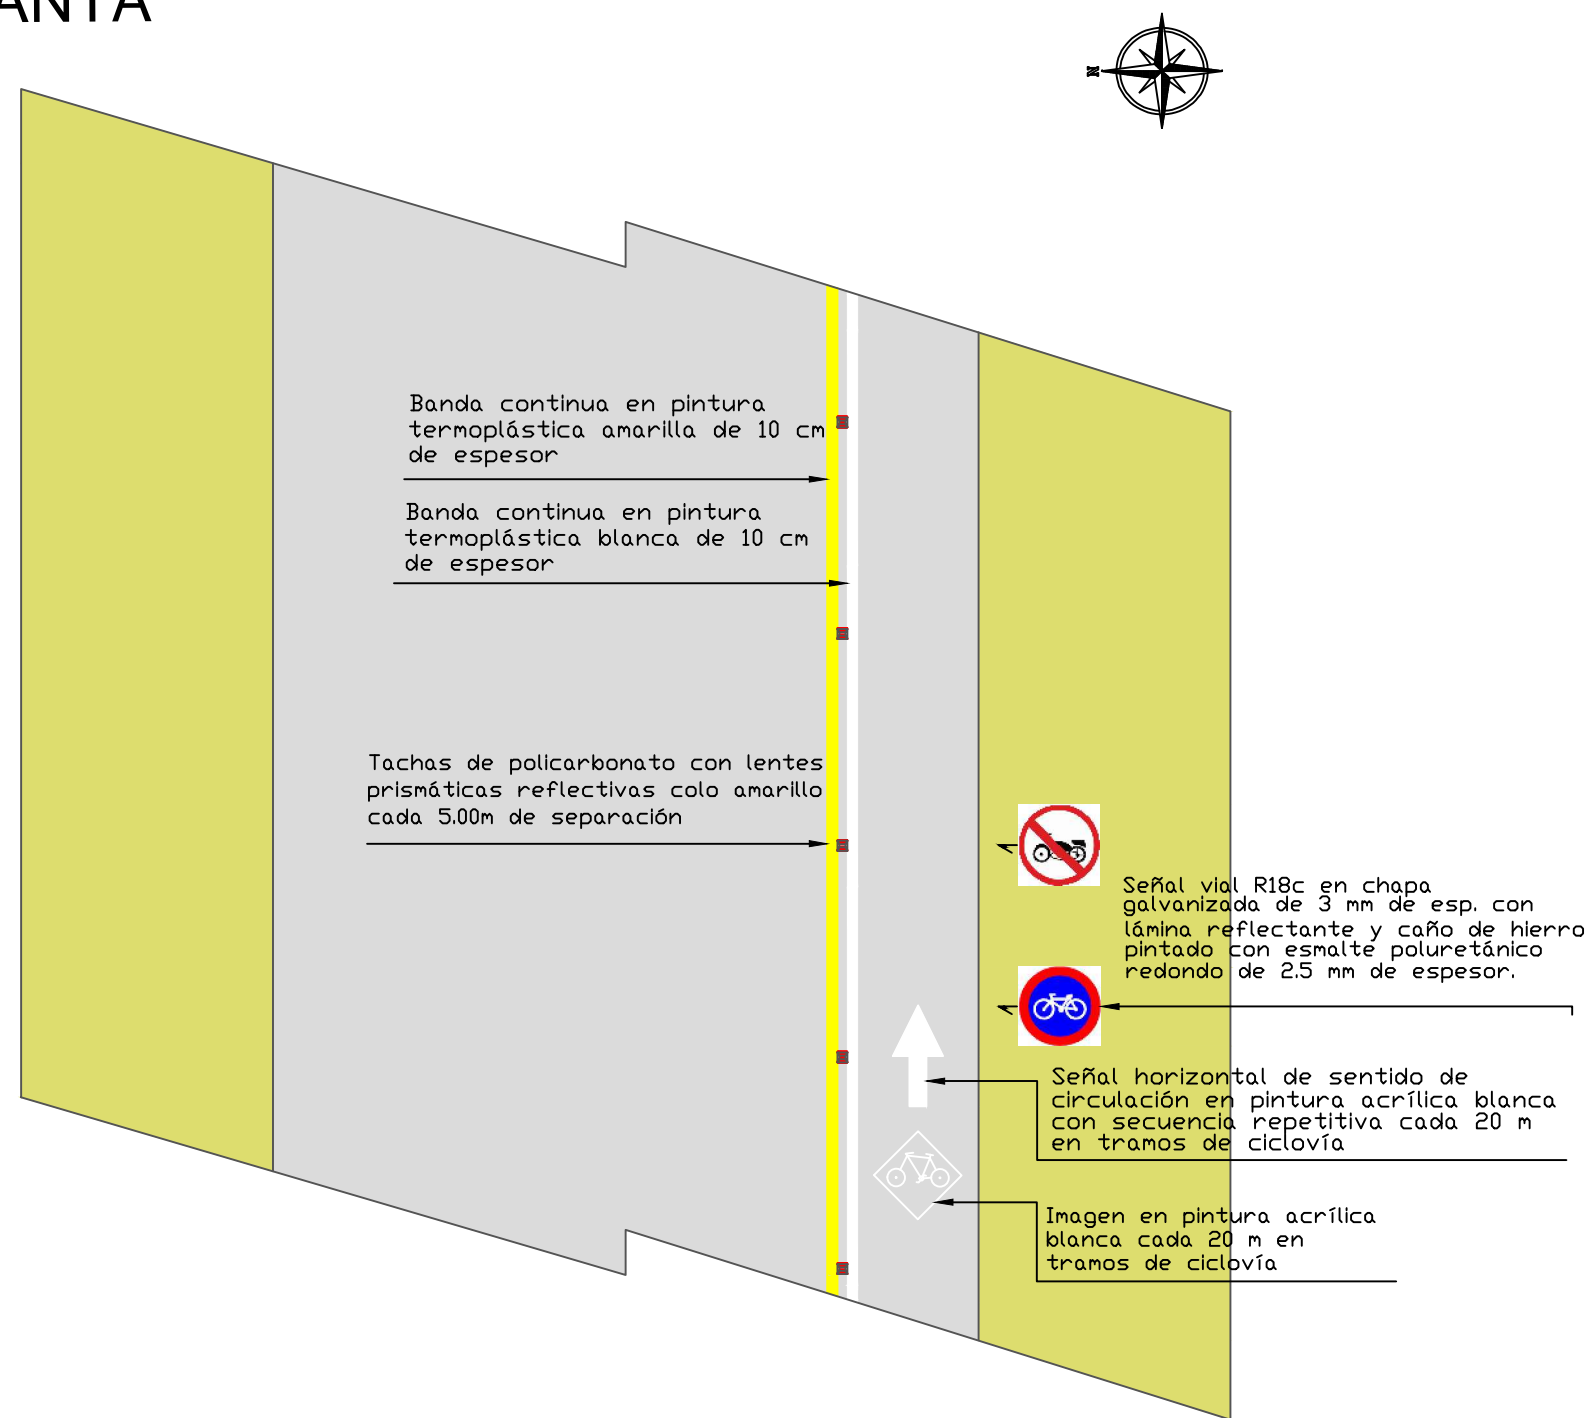 ANTA
N
Banda continua en pintura
termoplástica amarilla de 10 cm
de espesor
Banda continua en pintura
termoplástica blanca de 10 cm
de espesor
Tachas de policarbonato con lentes
prismáticas reflectivas colo amarillo
cada 5.00m de separación
Señal vial R18c en chapa
galvanizada de 3 mm de esp. con
lámina reflectante y caño de hierro
pintado con esmalte poluretánico
redondo de 2.5 mm de espesor.
Señal horizontal de sentido de
circulación en pintura acrílica blanca
con secuencia repetitiva cada 20 m
en tramos de ciclovía
Imagen en pintura acrílica
blanca cada 20 m en
tramos de ciclovía